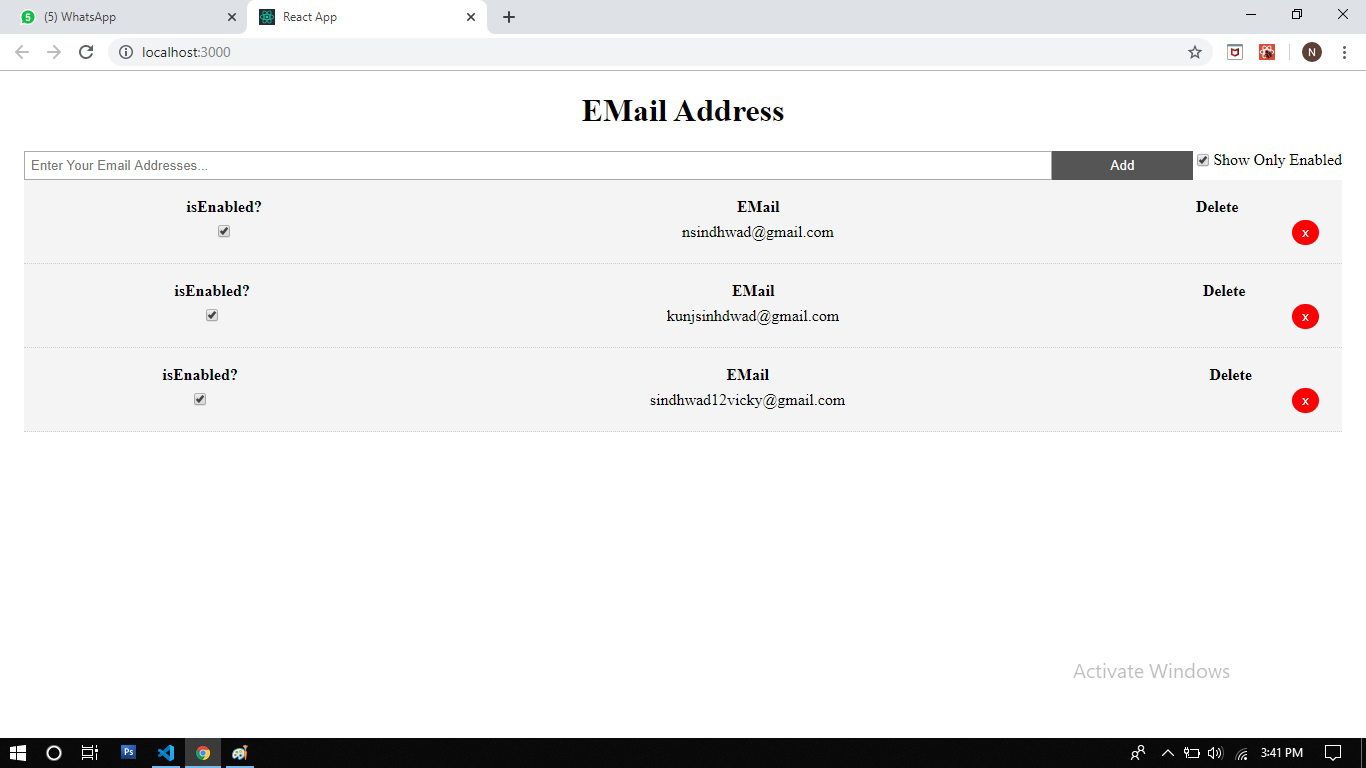 (5) WhatsApp
React App
localhost:3000
N
EMail Address
Enter Your Email Addresses...
Add
Show Only Enabled
isEnabled? EMail Delete
nsindhwad@gmail.com x
isEnabled? EMail Delete
kunjsinhdwad@gmail.com x
isEnabled? EMail Delete
sindhwad12vicky@gmail.com x
Activate Windows
Ps
3:41 PM